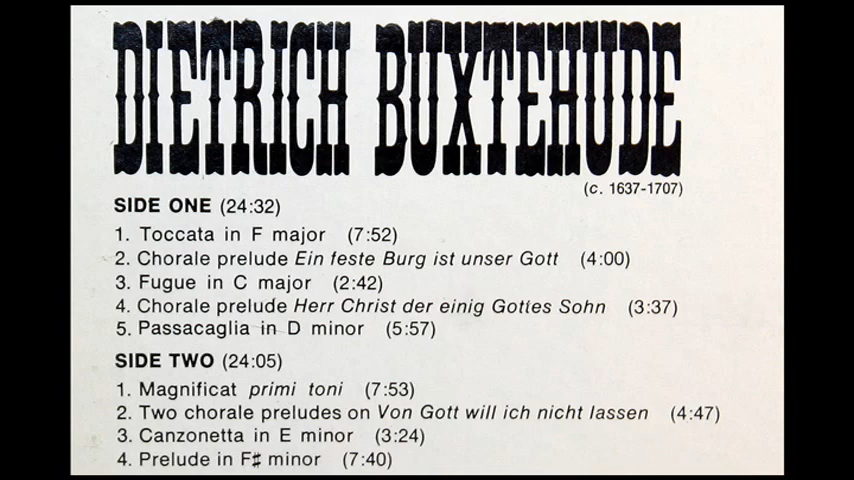 DIETRICH BUXTEHUDE
(c. 1637-1707)
SIDE ONE (24:32)
1. Toccata in F major (7:52)
2. Chorale prelude Ein feste Burg ist unser Gott (4:00)
3. Fugue in C major (2:42)
4. Chorale prelude Herr Christ der einig Gottes Sohn (3:37)
5. Passacaglia in D minor (5:57)
SIDE TWO (24:05)
1. Magnificat primi toni (7:53)
2. Two chorale preludes on Von Gott will ich nicht lassen (4:47)
3. Canzonetta in E minor (3:24)
4. Prelude in F♯ minor (7:40)